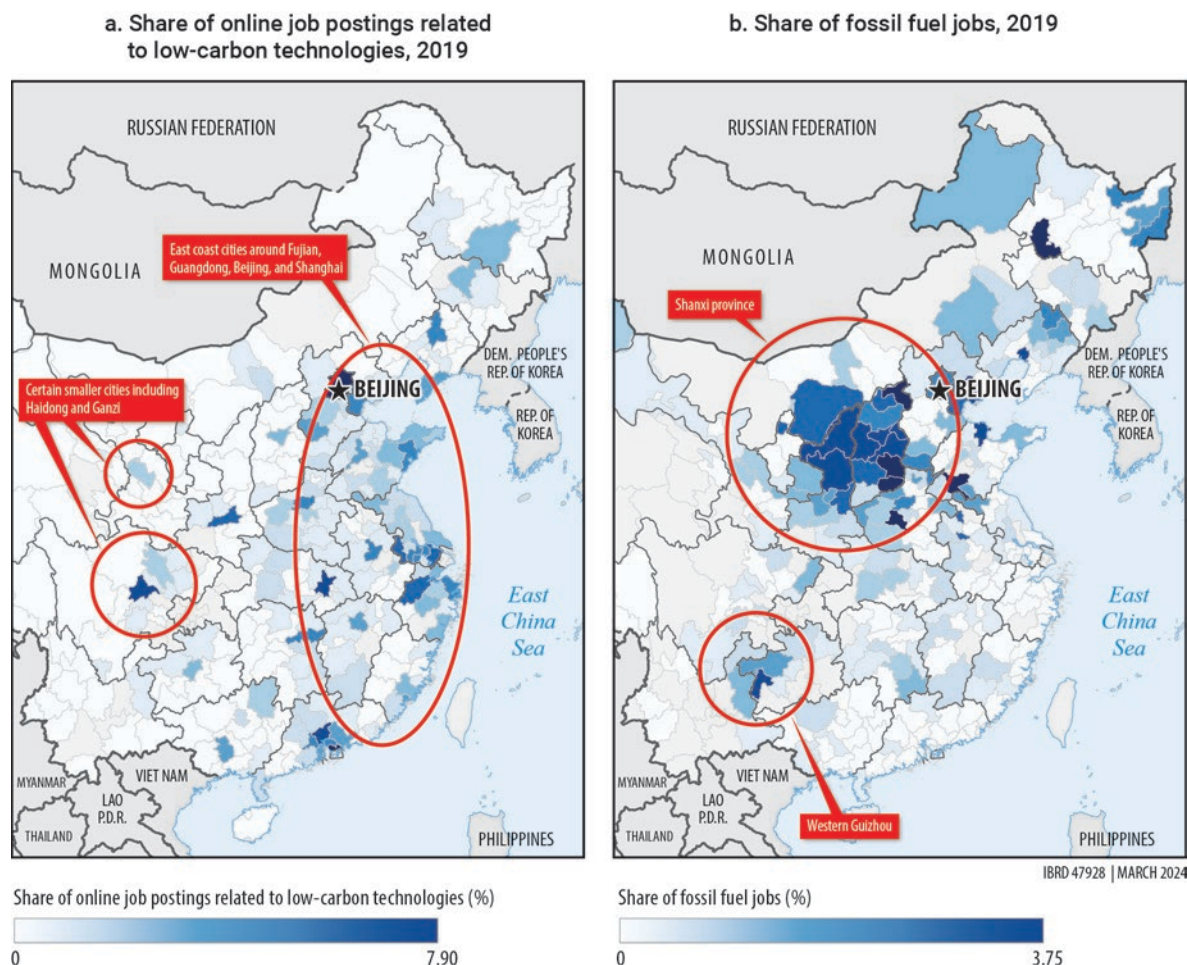 a. Share of online job postings related
to low-carbon technologies, 2019
RUSSIAN FEDERATION
MONGOLIA
East coast cities around Fujian,
Guangdong, Beijing, and Shanghai
Certain smaller cities including
Haidong and Ganzi
BEIJING
DEM. PEOPLE'S
REP. OF KOREA
REP. OF
KOREA
East
China
Sea
MYANMAR
VIET NAM
LAO
P.D.R.
THAILAND
PHILIPPINES
Share of online job postings related to low-carbon technologies (%)
0
7.90
b. Share of fossil fuel jobs, 2019
RUSSIAN FEDERATION
MONGOLIA
Shanxi province
BEIJING
DEM. PEOPLE'S
REP. OF KOREA
REP. OF
KOREA
East
China
Sea
Western Guizhou
MYANMAR
VIET NAM
LAO
P.D.R.
THAILAND
PHILIPPINES
IBRD 47928 | MARCH 2024
Share of fossil fuel jobs (%)
0
3.75